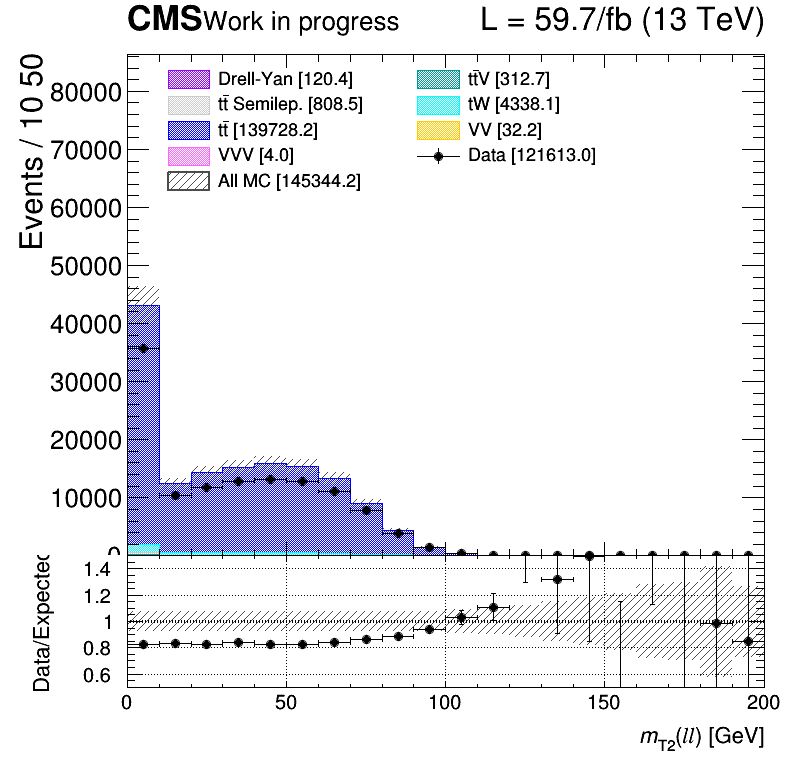 CMS Work in progress L = 59.7/fb (13 TeV)
Events / 10 50
Drell-Yan [120.4]
tt̄ Semilep. [808.5]
tt̄ [139728.2]
VVV [4.0]
All MC [145344.2]
tt̄V [312.7]
tW [4338.1]
VV [32.2]
Data [121613.0]
80000
70000
60000
50000
40000
30000
20000
10000
0
Data/Expected
1.4
1.2
1
0.8
0.6
0 50 100 150 200
m_T2(ll) [GeV]